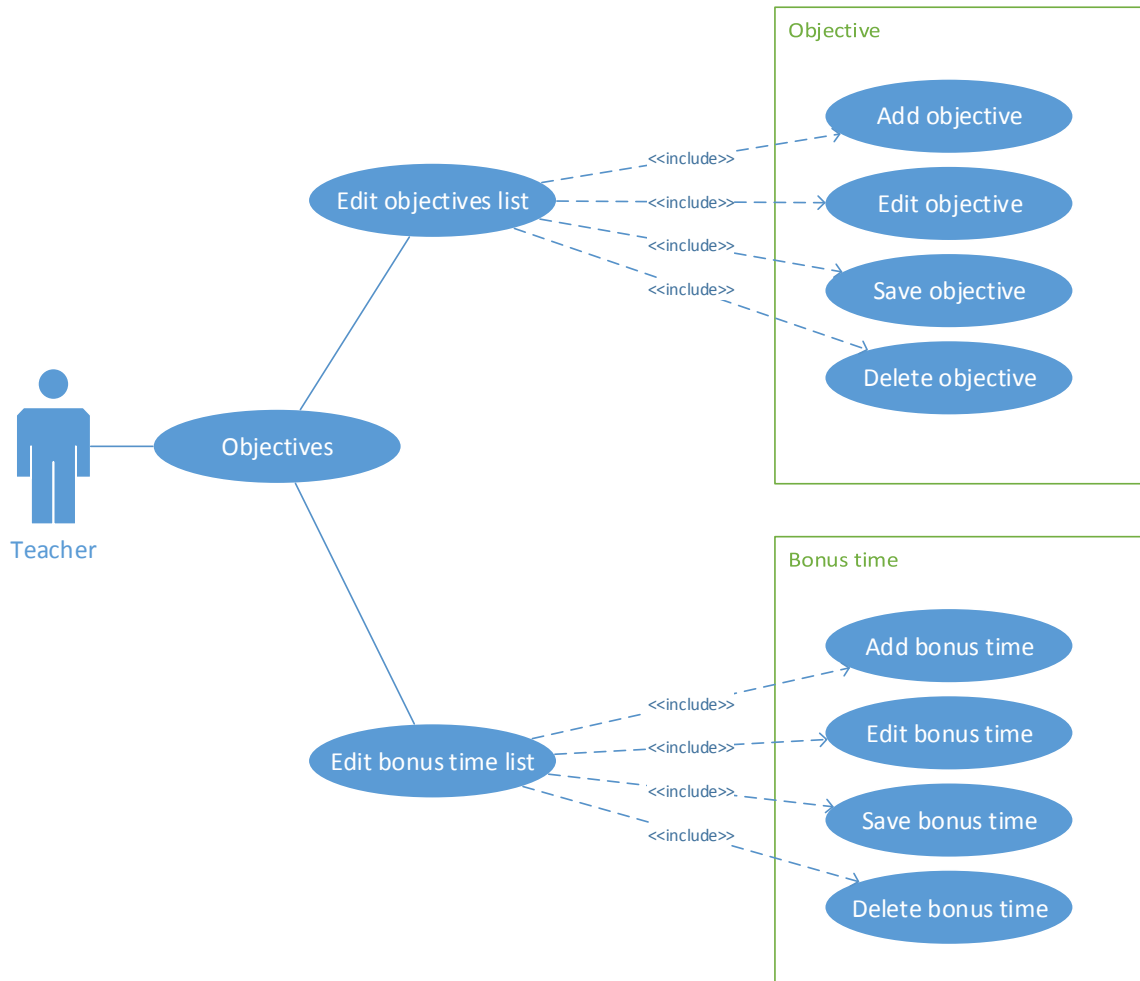 Objective
Add objective
<<include>>
Edit objectives list
<<include>>
Edit objective
<<include>>
Save objective
<<include>>
Delete objective
Objectives
Teacher
Bonus time
Add bonus time
<<include>>
Edit bonus time
<<include>>
Edit bonus time list
<<include>>
Save bonus time
<<include>>
Delete bonus time